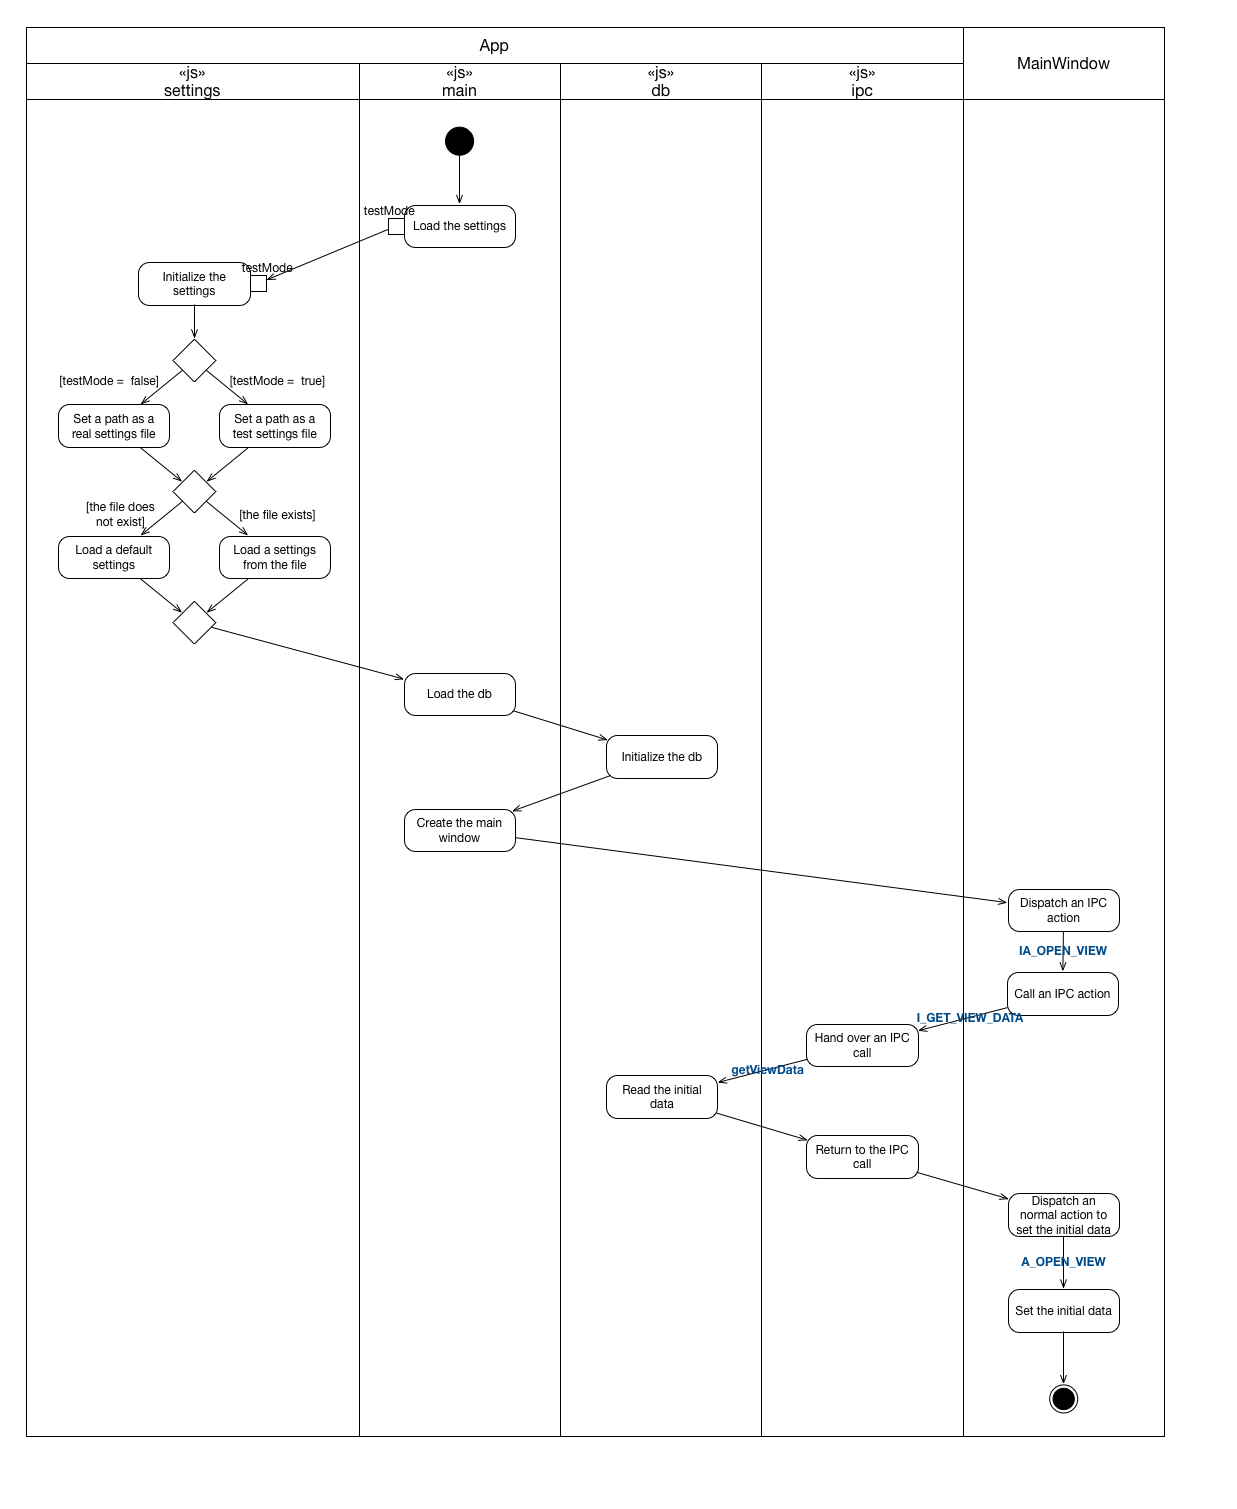 App
MainWindow
«js»
settings
«js»
main
«js»
db
«js»
ipc
testMode
Load the settings
testMode
Initialize the
settings
[testMode =  false]
[testMode =  true]
Set a path as a
real settings file
Set a path as a
test settings file
[the file does
not exist]
[the file exists]
Load a default
settings
Load a settings
from the file
Load the db
Initialize the db
Create the main
window
Dispatch an IPC
action
IA_OPEN_VIEW
Call an IPC action
I_GET_VIEW_DATA
Hand over an IPC
call
getViewData
Read the initial
data
Return to the IPC
call
Dispatch an
normal action to
set the initial data
A_OPEN_VIEW
Set the initial data